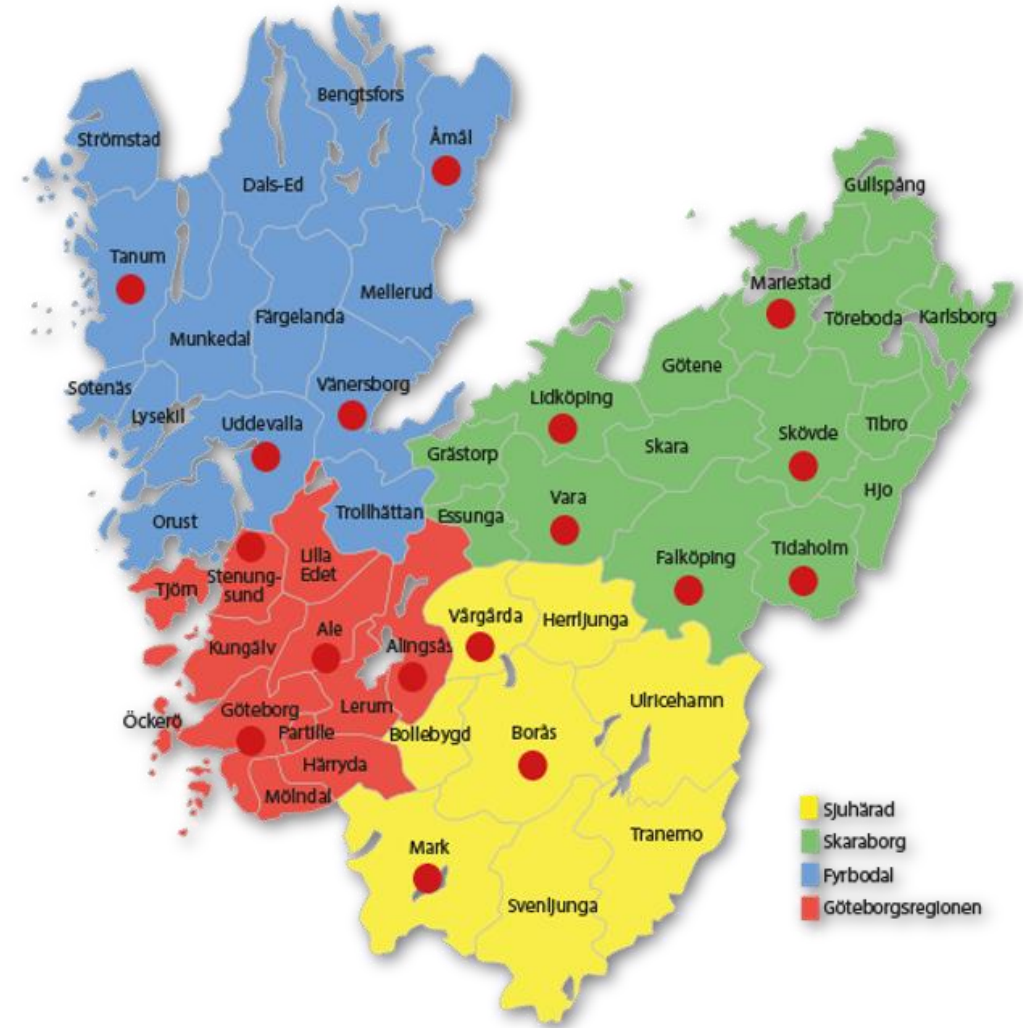 Strömstad
Bengtsfors
Åmål
Dals-Ed
Gullspång
Tanum
Mellerud
Mariestad
Färgelanda
Töreboda
Karlsborg
Munkedal
Götene
Sotenäs
Vänersborg
Lysekil
Lidköping
Uddevalla
Tibro
Skövde
Skara
Grästorp
Hjo
Vara
Orust
Trollhättan
Essunga
Tidaholm
Falköping
Lilla
Edet
Tjörn
Stenung-
sund
Vårgårda
Herrljunga
Ale
Kungälv
Alingsås
Ulricehamn
Lerum
Göteborg
Öckerö
Partille
Bollebygd
Borås
Härryda
Mölndal
Mark
Tranemo
Svenljunga
Sjuhärad
Skaraborg
Fyrbodal
Göteborgsregionen